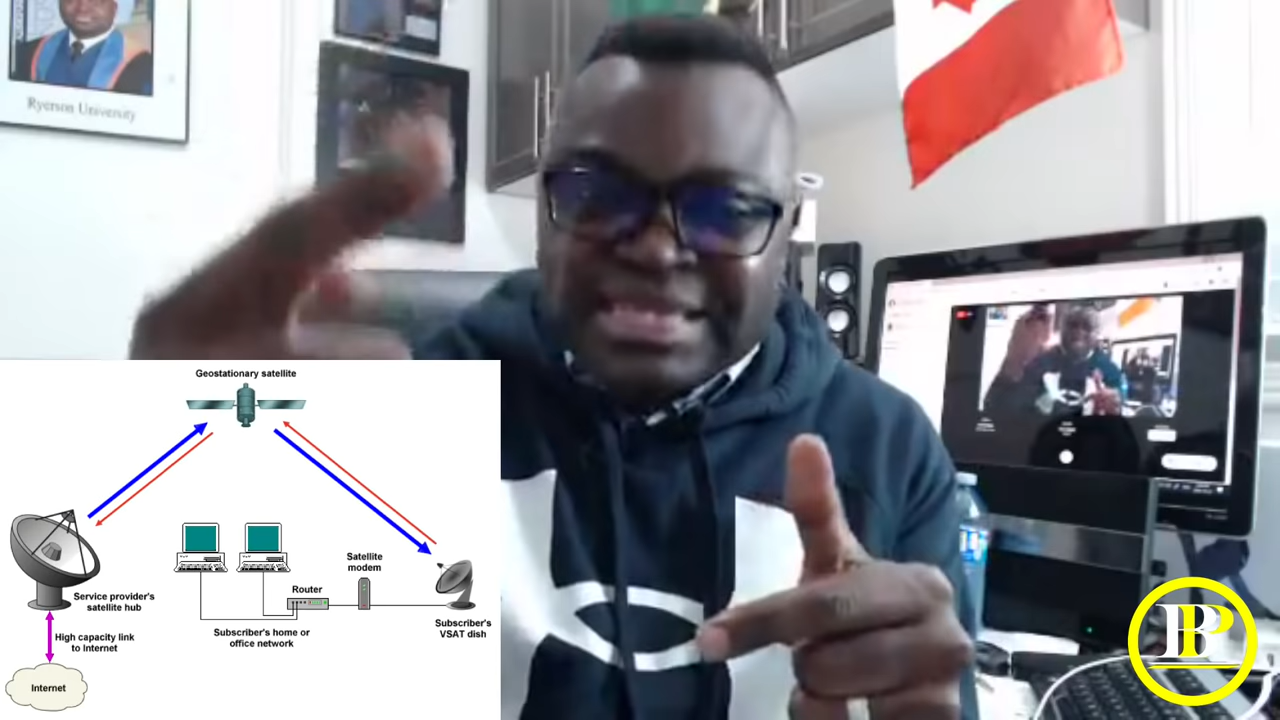 Ryerson University
Geostationary satellite
Satellite
modem
Router
Service provider's
satellite hub
Subscriber's
VSAT dish
Subscriber's home or
office network
High capacity link
to Internet
Internet
BP